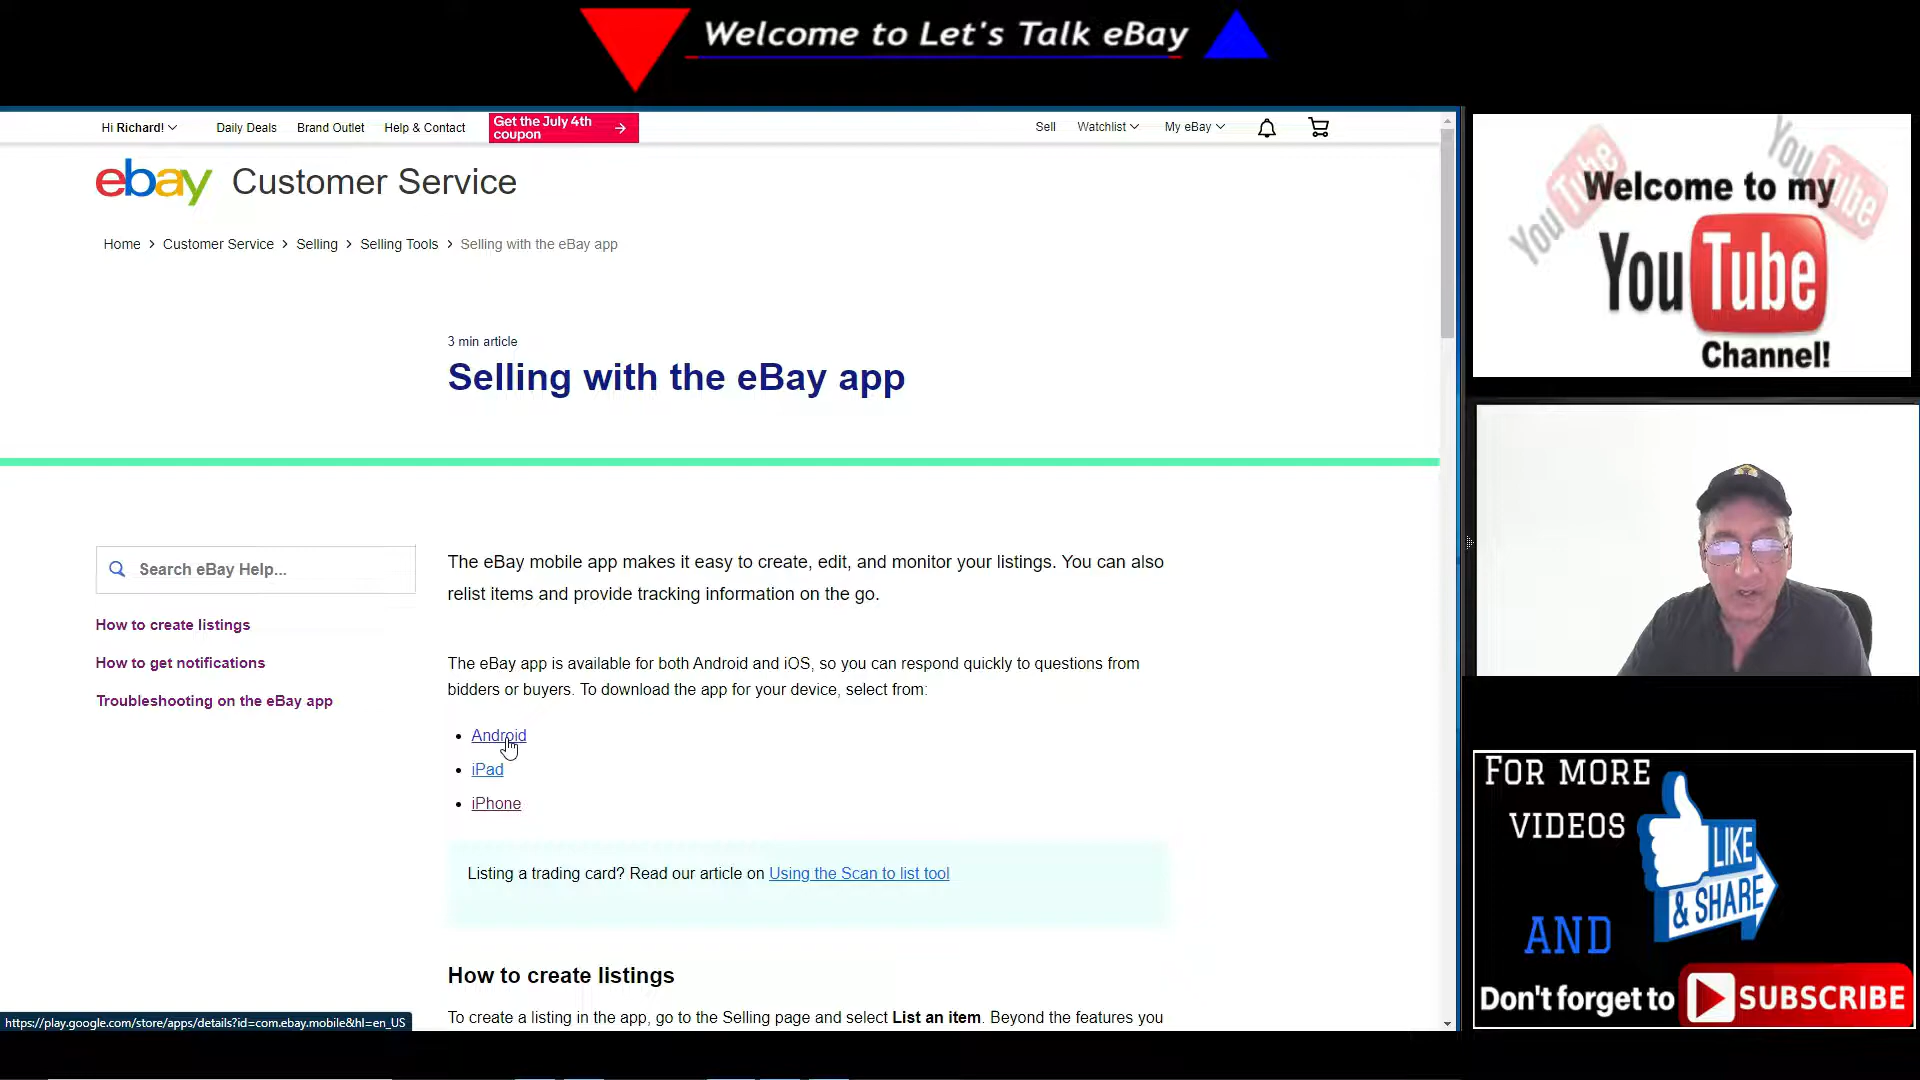 Welcome to Let's Talk eBay
Hi Richard!
Daily Deals
Brand Outlet
Help & Contact
Get the July 4th
coupon
Sell
Watchlist
My eBay
ebay Customer Service
Home > Customer Service > Selling > Selling Tools > Selling with the eBay app
3 min article
Selling with the eBay app
Search eBay Help...
How to create listings
How to get notifications
Troubleshooting on the eBay app
The eBay mobile app makes it easy to create, edit, and monitor your listings. You can also
relist items and provide tracking information on the go.
The eBay app is available for both Android and iOS, so you can respond quickly to questions from
bidders or buyers. To download the app for your device, select from:
• Android
• iPad
• iPhone
Listing a trading card? Read our article on Using the Scan to list tool
How to create listings
To create a listing in the app, go to the Selling page and select List an item. Beyond the features you
https://play.google.com/store/apps/details?id=com.ebay.mobile&hl=en_US
YouTube
YouTube
Welcome to my
YouTube
Channel!
FOR MORE
VIDEOS
LIKE
& SHARE
AND
Don't forget to SUBSCRIBE